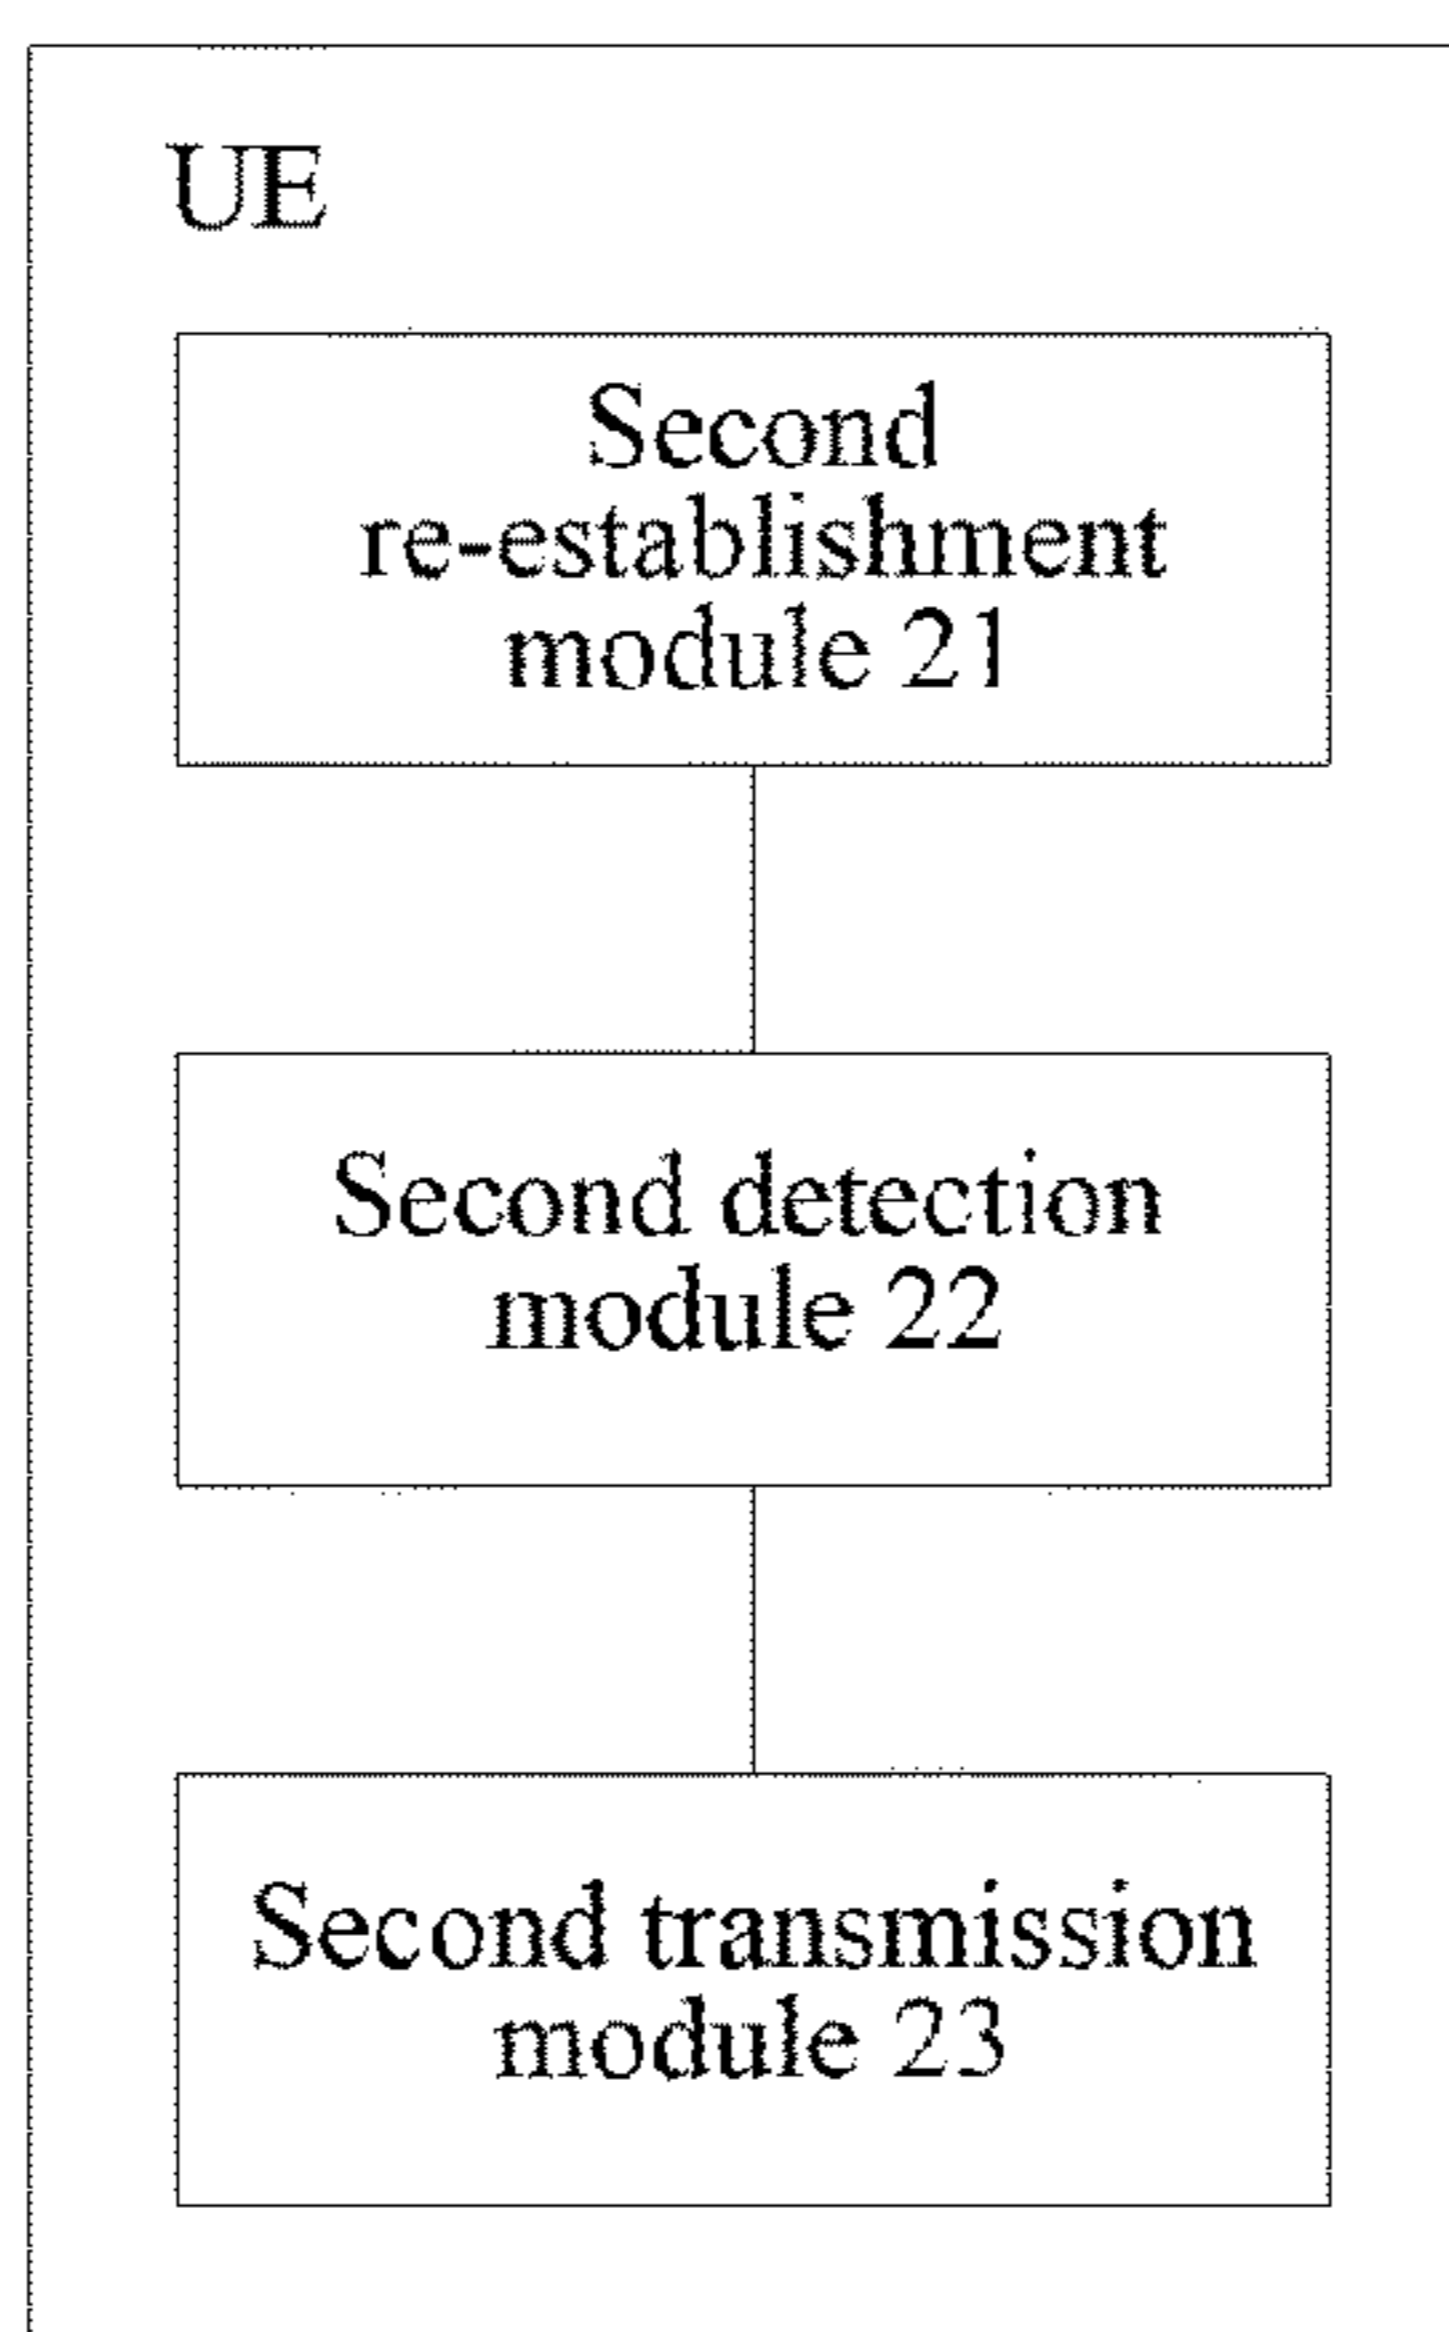 UE
Second
re-establishment
module 21
Second detection
module 22
Second transmission
module 23